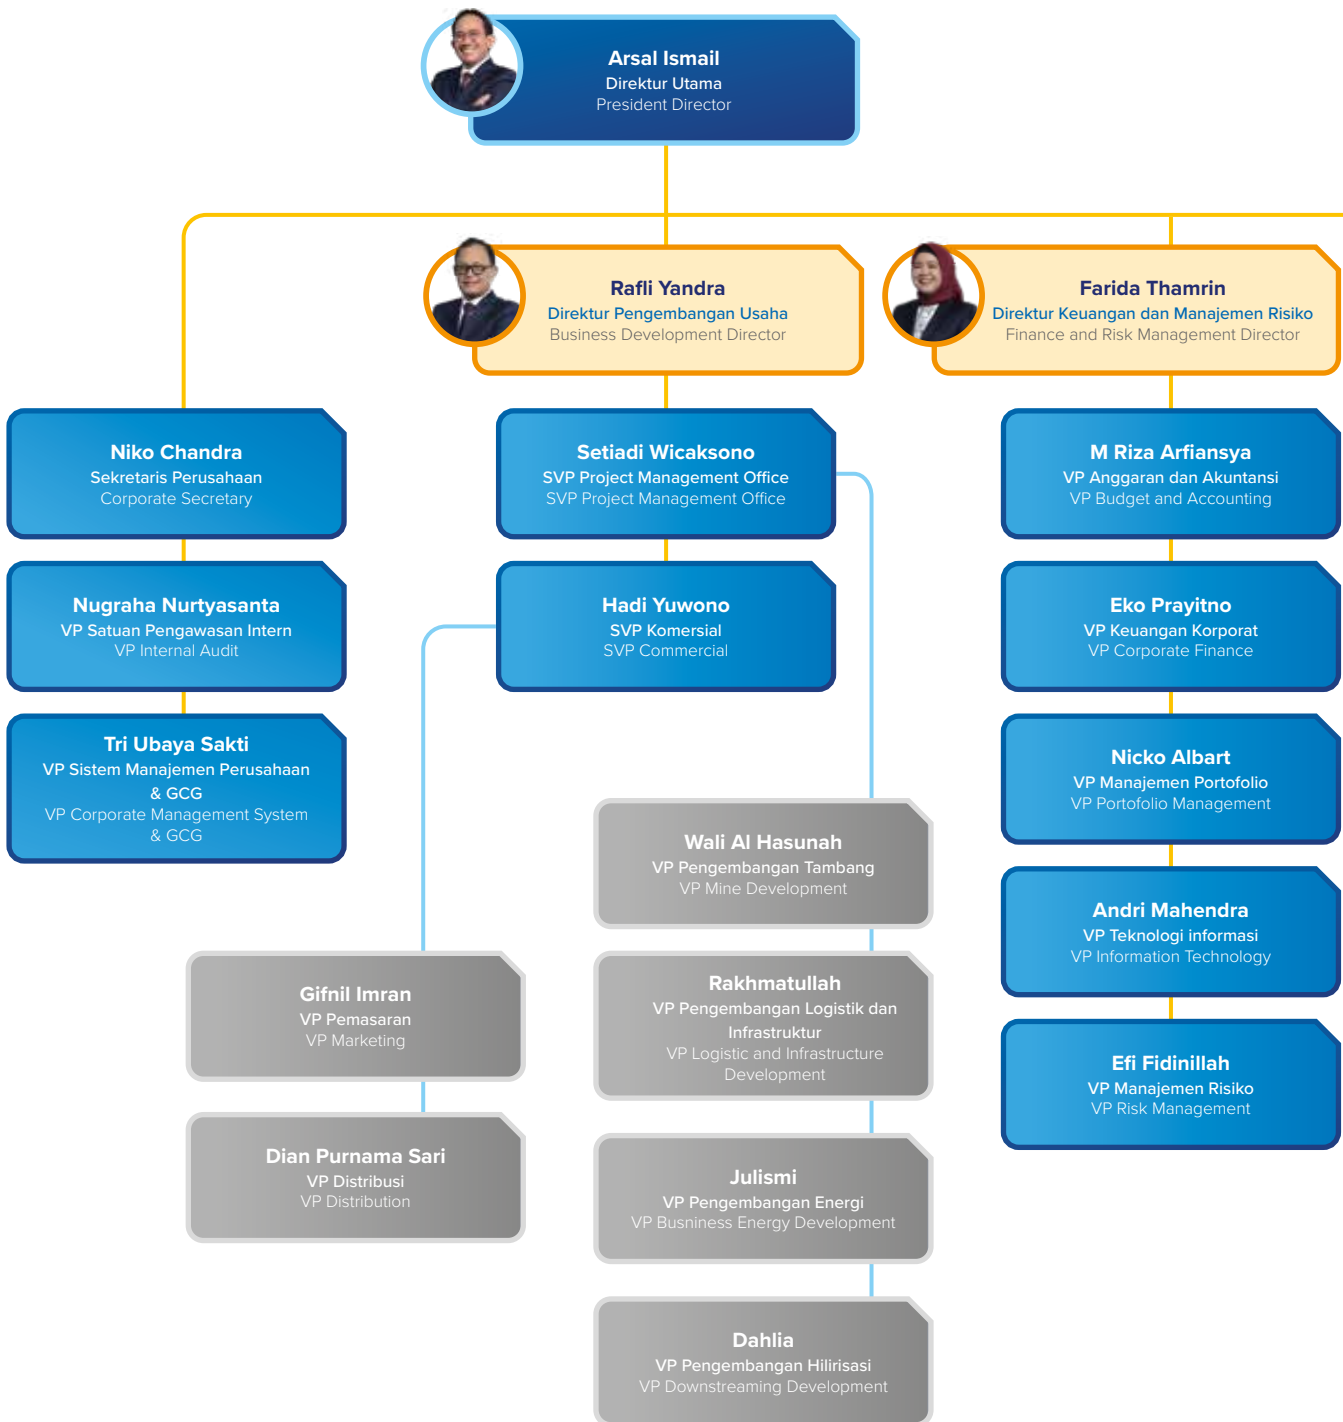 Arsal Ismail
Direktur Utama
President Director
Rafli Yandra
Direktur Pengembangan Usaha
Business Development Director
Farida Thamrin
Direktur Keuangan dan Manajemen Risiko
Finance and Risk Management Director
Niko Chandra
Sekretaris Perusahaan
Corporate Secretary
Nugraha Nurtyasanta
VP Satuan Pengawasan Intern
VP Internal Audit
Tri Ubaya Sakti
VP Sistem Manajemen Perusahaan
& GCG
VP Corporate Management System
& GCG
Setiadi Wicaksono
SVP Project Management Office
SVP Project Management Office
Hadi Yuwono
SVP Komersial
SVP Commercial
Gifnil Imran
VP Pemasaran
VP Marketing
Dian Purnama Sari
VP Distribusi
VP Distribution
Wali Al Hasunah
VP Pengembangan Tambang
VP Mine Development
Rakhmatullah
VP Pengembangan Logistik dan
Infrastruktur
VP Logistic and Infrastructure
Development
Julismi
VP Pengembangan Energi
VP Busniness Energy Development
Dahlia
VP Pengembangan Hilirisasi
VP Downstreaming Development
M Riza Arfiansya
VP Anggaran dan Akuntansi
VP Budget and Accounting
Eko Prayitno
VP Keuangan Korporat
VP Corporate Finance
Nicko Albart
VP Manajemen Portofolio
VP Portofolio Management
Andri Mahendra
VP Teknologi informasi
VP Information Technology
Efi Fidinillah
VP Manajemen Risiko
VP Risk Management